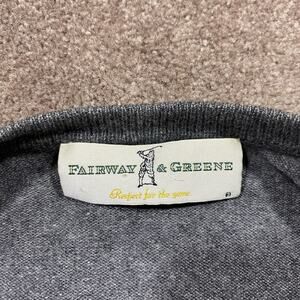 FAIRWAY & GREENE
Respect for the game.